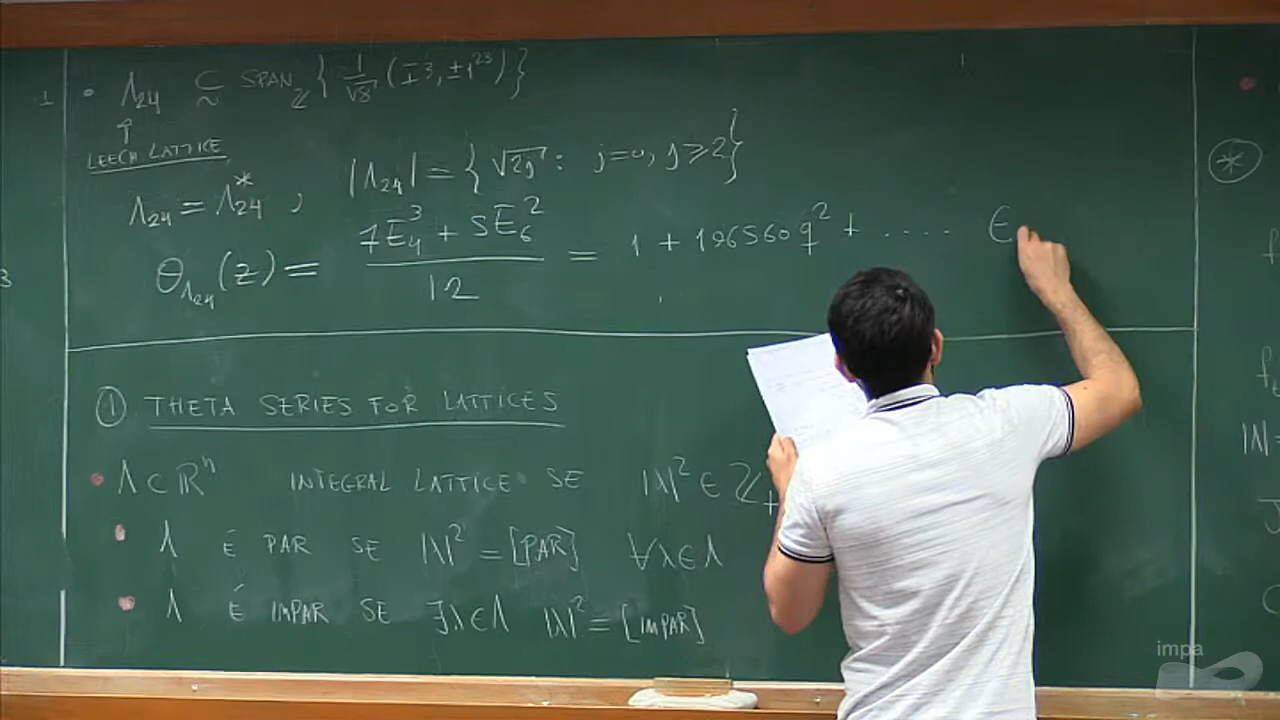 • Λ₂₄ ⊂~ SPAN_ℤ { 1/√8 (∓3, ±1²³) }
↑
LEECH LATTICE
Λ₂₄ = Λ₂₄*, |Λ₂₄| = { √2j : j=0, j⩾2 }
θ_Λ₂₄(z) = (7E₄³ + 5E₆²)/12 = 1 + 196560 q² + .... ∈
① THETA SERIES FOR LATTICES
• Λ ⊂ ℝⁿ INTEGRAL LATTICE SE |Λ|² ∈ ℤ₊
• Λ É PAR SE |λ|² = [PAR] ∀λ∈Λ
• Λ É IMPAR SE ∃λ∈Λ |λ|² = [IMPAR]
impa